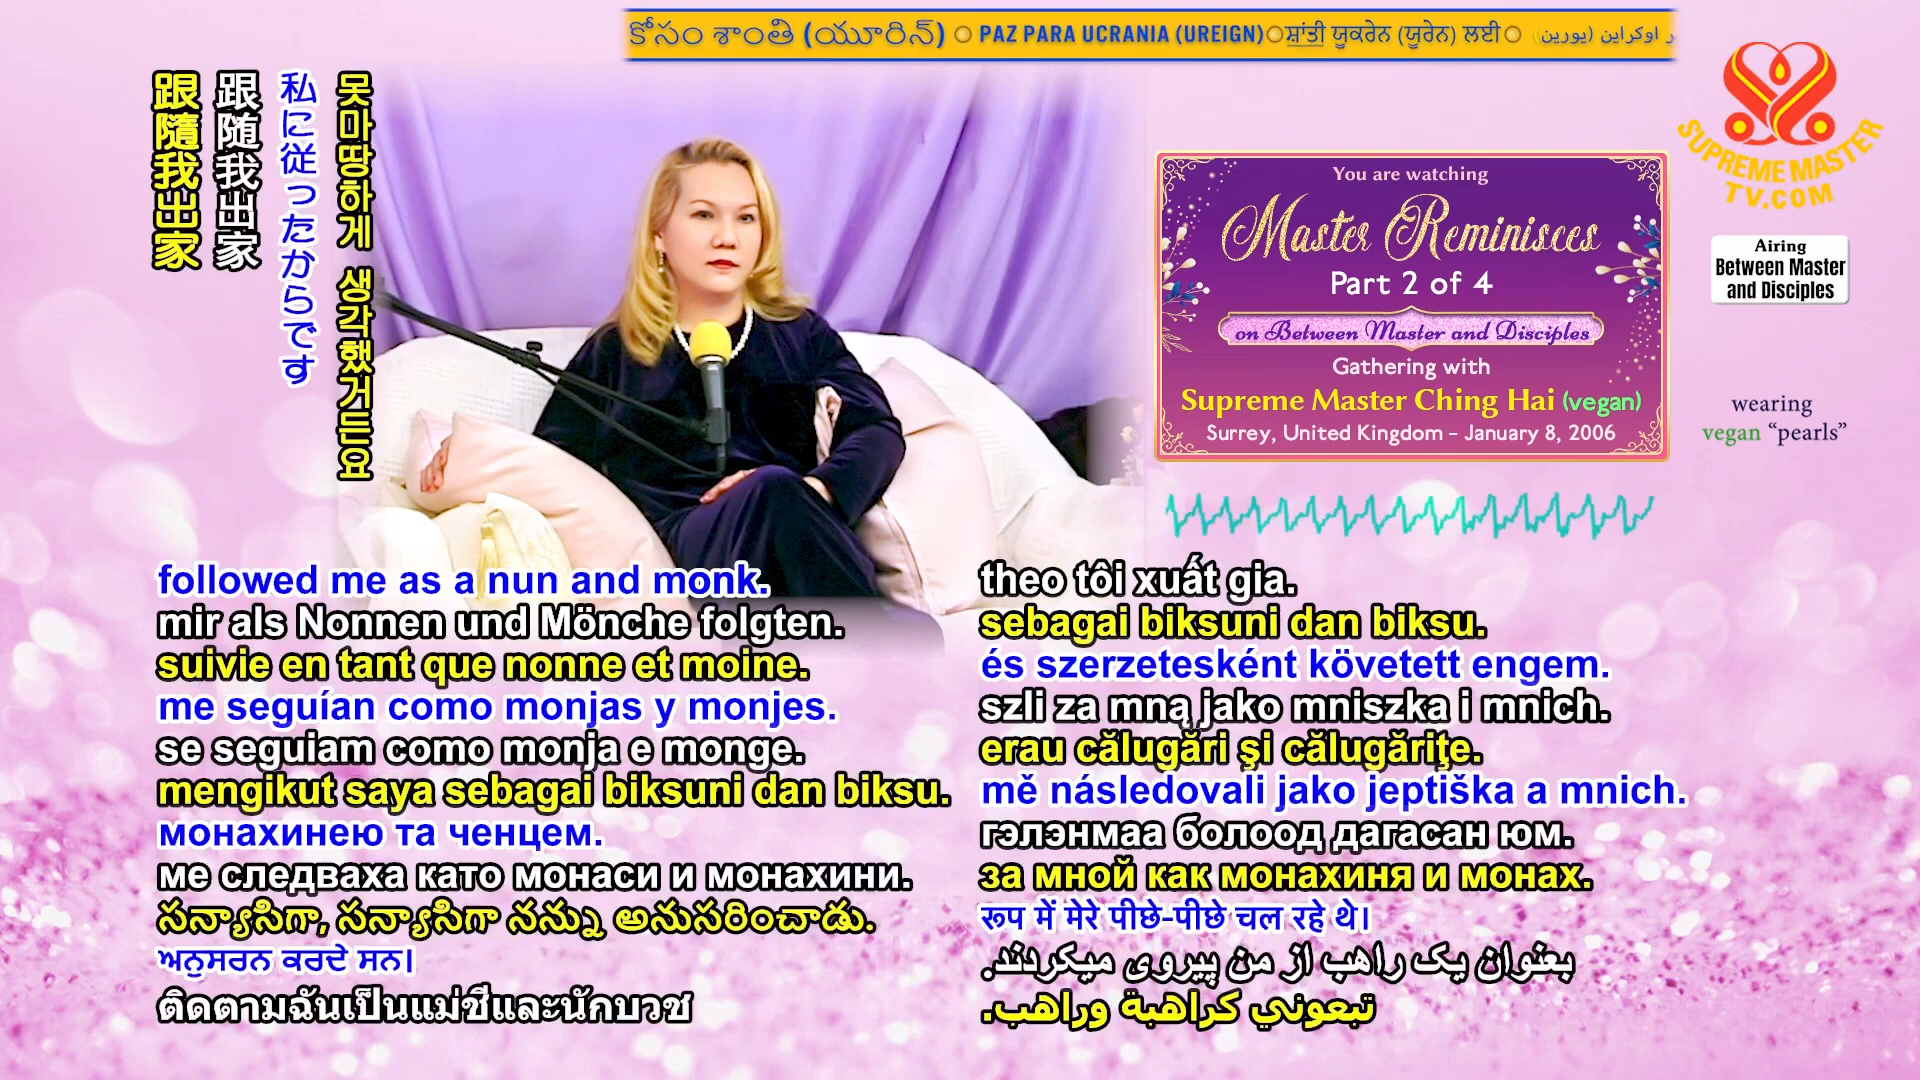 కోసం శాంతి (యూరిన్) PAZ PARA UCRANIA (UREIGN) ਸ਼ਾਂਤੀ ਯੂਕਰੇਨ (ਯੂਰੇਨ) ਲਈ اوکراین (یورین)
跟隨我出家
跟随我出家
私に従ったからです
못마땅하게 생각했거든요
You are watching
Master Reminisces
Part 2 of 4
on Between Master and Disciples
Gathering with
Supreme Master Ching Hai (vegan)
Surrey, United Kingdom – January 8, 2006
SUPREME MASTER
TV.COM
Airing
Between Master
and Disciples
wearing
vegan “pearls”
followed me as a nun and monk.
mir als Nonnen und Mönche folgten.
suivie en tant que nonne et moine.
me seguían como monjas y monjes.
se seguiam como monja e monge.
mengikut saya sebagai biksuni dan biksu.
монахинею та ченцем.
ме следваха като монаси и монахини.
సన్యాసిగా, సన్యాసిగా నన్ను అనుసరించాడు.
ਅਨੁਸਰਨ ਕਰਦੇ ਸਨ।
ติดตามฉันเป็นแม่ชีและนักบวช
theo tôi xuất gia.
sebagai biksuni dan biksu.
és szerzetesként követett engem.
szli za mną jako mniszka i mnich.
erau călugări şi călugăriţe.
mě následovali jako jeptiška a mnich.
гэлэнмаа болоод дагасан юм.
за мной как монахиня и монах.
रूप में मेरे पीछे-पीछे चल रहे थे।
بعنوان یک راهب از من پیروی میکردند.
تبعوني كراهبة وراهب.